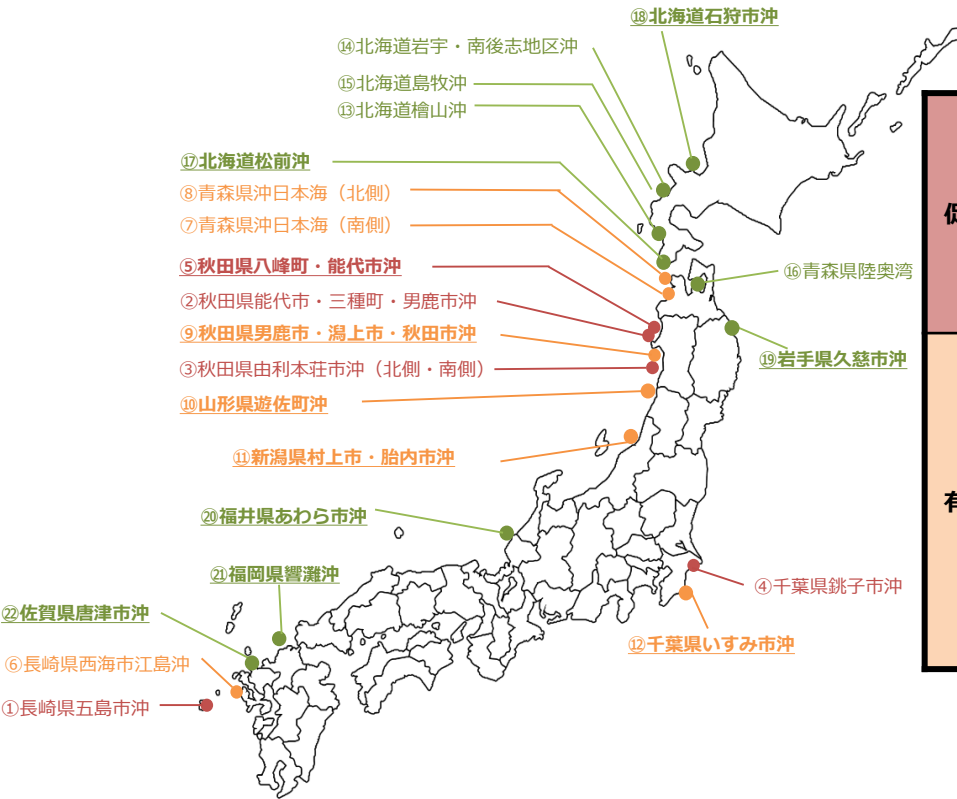 ⑱北海道石狩市沖
⑭北海道岩宇・南後志地区沖
⑮北海道島牧沖
⑬北海道檜山沖
⑰北海道松前沖
⑧青森県沖日本海（北側）
⑦青森県沖日本海（南側）
⑤秋田県八峰町・能代市沖
⑯青森県陸奥湾
②秋田県能代市・三種町・男鹿市沖
⑨秋田県男鹿市・潟上市・秋田市沖
⑲岩手県久慈市沖
③秋田県由利本荘市沖（北側・南側）
⑩山形県遊佐町沖
⑪新潟県村上市・胎内市沖
⑳福井県あわら市沖
㉑福岡県響灘沖
④千葉県銚子市沖
㉒佐賀県唐津市沖
⑫千葉県いすみ市沖
⑥長崎県西海市江島沖
①長崎県五島市沖
有